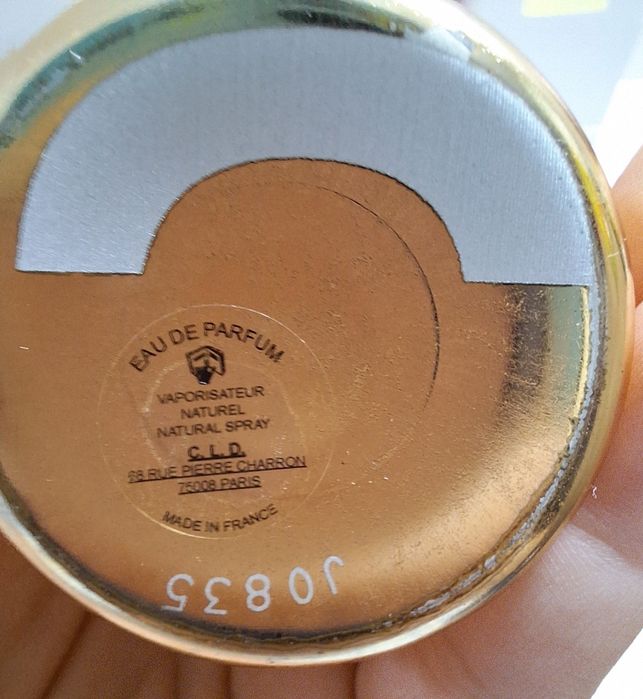 EAU DE PARFUM
VAPORISATEUR
NATUREL
NATURAL SPRAY
C. L. D.
68 RUE PIERRE CHARRON
75008 PARIS
MADE IN FRANCE
J0835